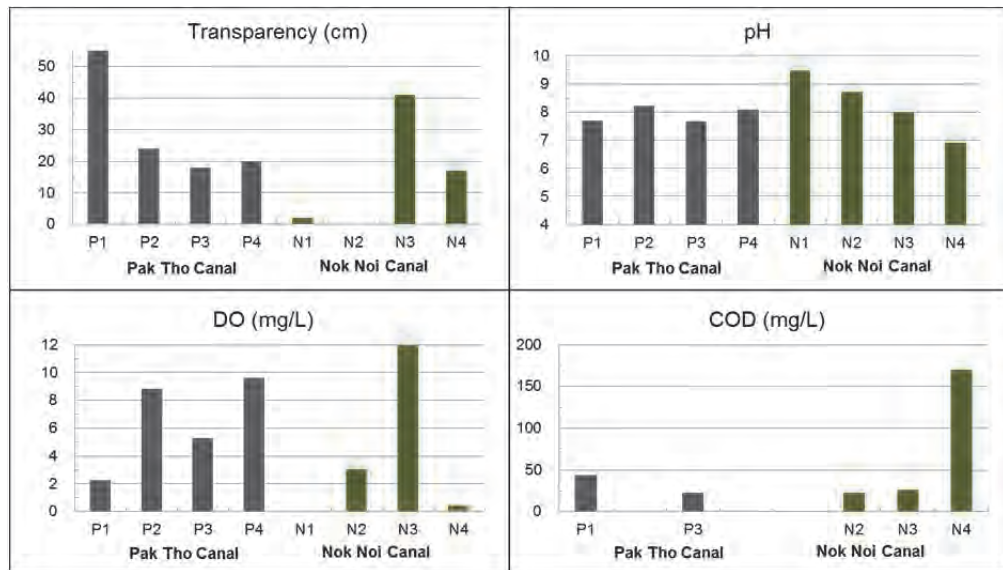 Transparency (cm)
50
40
30
20
10
0
P1 P2 P3 P4 N1 N2 N3 N4
Pak Tho Canal Nok Noi Canal
pH
10
9
8
7
6
5
4
P1 P2 P3 P4 N1 N2 N3 N4
Pak Tho Canal Nok Noi Canal
DO (mg/L)
12
10
8
6
4
2
0
P1 P2 P3 P4 N1 N2 N3 N4
Pak Tho Canal Nok Noi Canal
COD (mg/L)
200
150
100
50
0
P1 P3 N2 N3 N4
Pak Tho Canal Nok Noi Canal